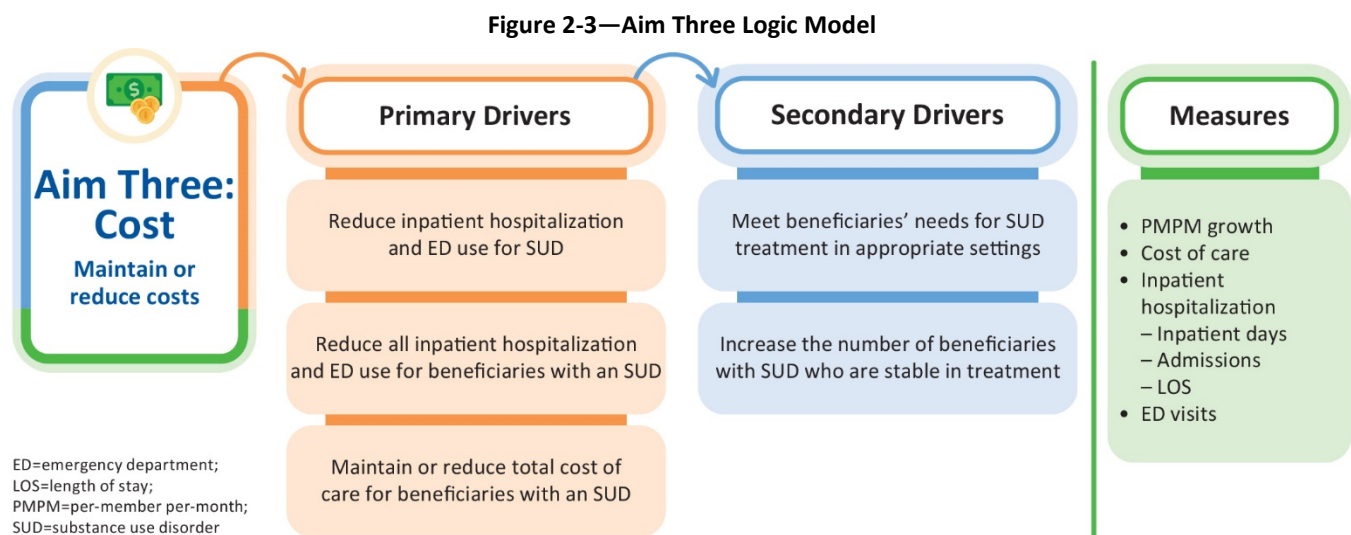 Figure 2-3—Aim Three Logic Model
Aim Three:
Cost
Maintain or
reduce costs
Primary Drivers
Reduce inpatient hospitalization
and ED use for SUD
Reduce all inpatient hospitalization
and ED use for beneficiaries with an SUD
Maintain or reduce total cost of
care for beneficiaries with an SUD
Secondary Drivers
Meet beneficiaries’ needs for SUD
treatment in appropriate settings
Increase the number of beneficiaries
with SUD who are stable in treatment
Measures
• PMPM growth
• Cost of care
• Inpatient
hospitalization
– Inpatient days
– Admissions
– LOS
• ED visits
ED=emergency department;
LOS=length of stay;
PMPM=per-member per-month;
SUD=substance use disorder